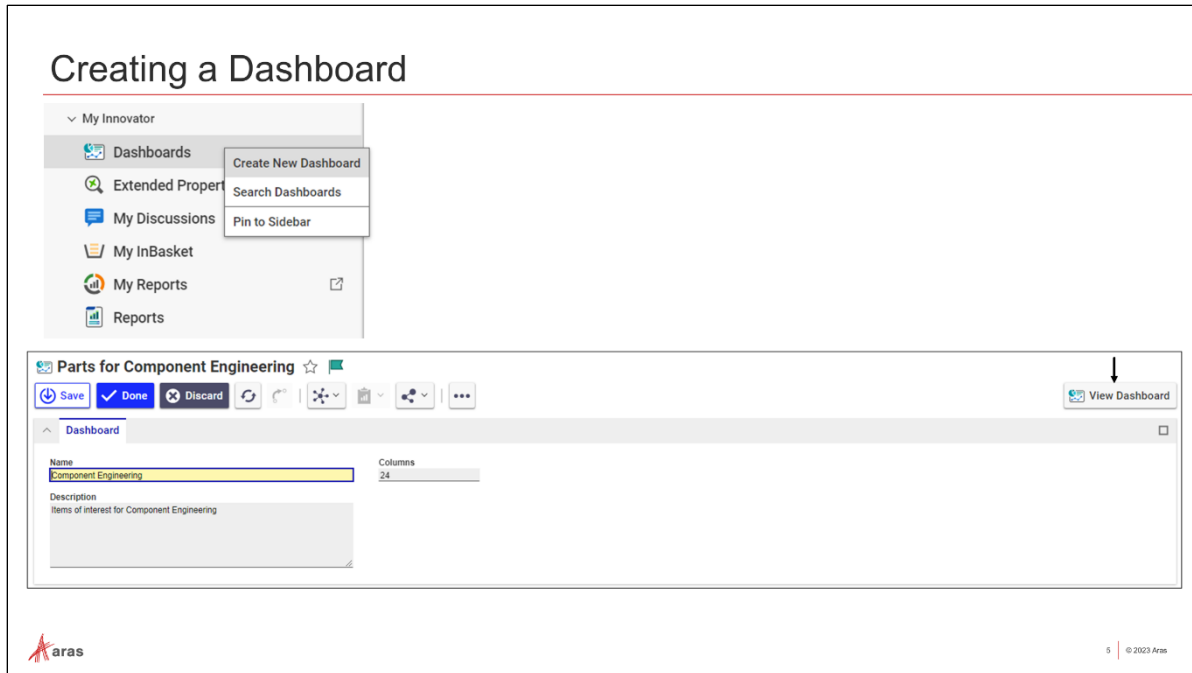 Creating a Dashboard
My Innovator
Dashboards
Create New Dashboard
Extended Propert
Search Dashboards
My Discussions
Pin to Sidebar
My InBasket
My Reports
Reports
Parts for Component Engineering
Save Done Discard View Dashboard
Dashboard
Name Columns
Component Engineering 24
Description
Items of interest for Component Engineering
aras
5 © 2023 Aras